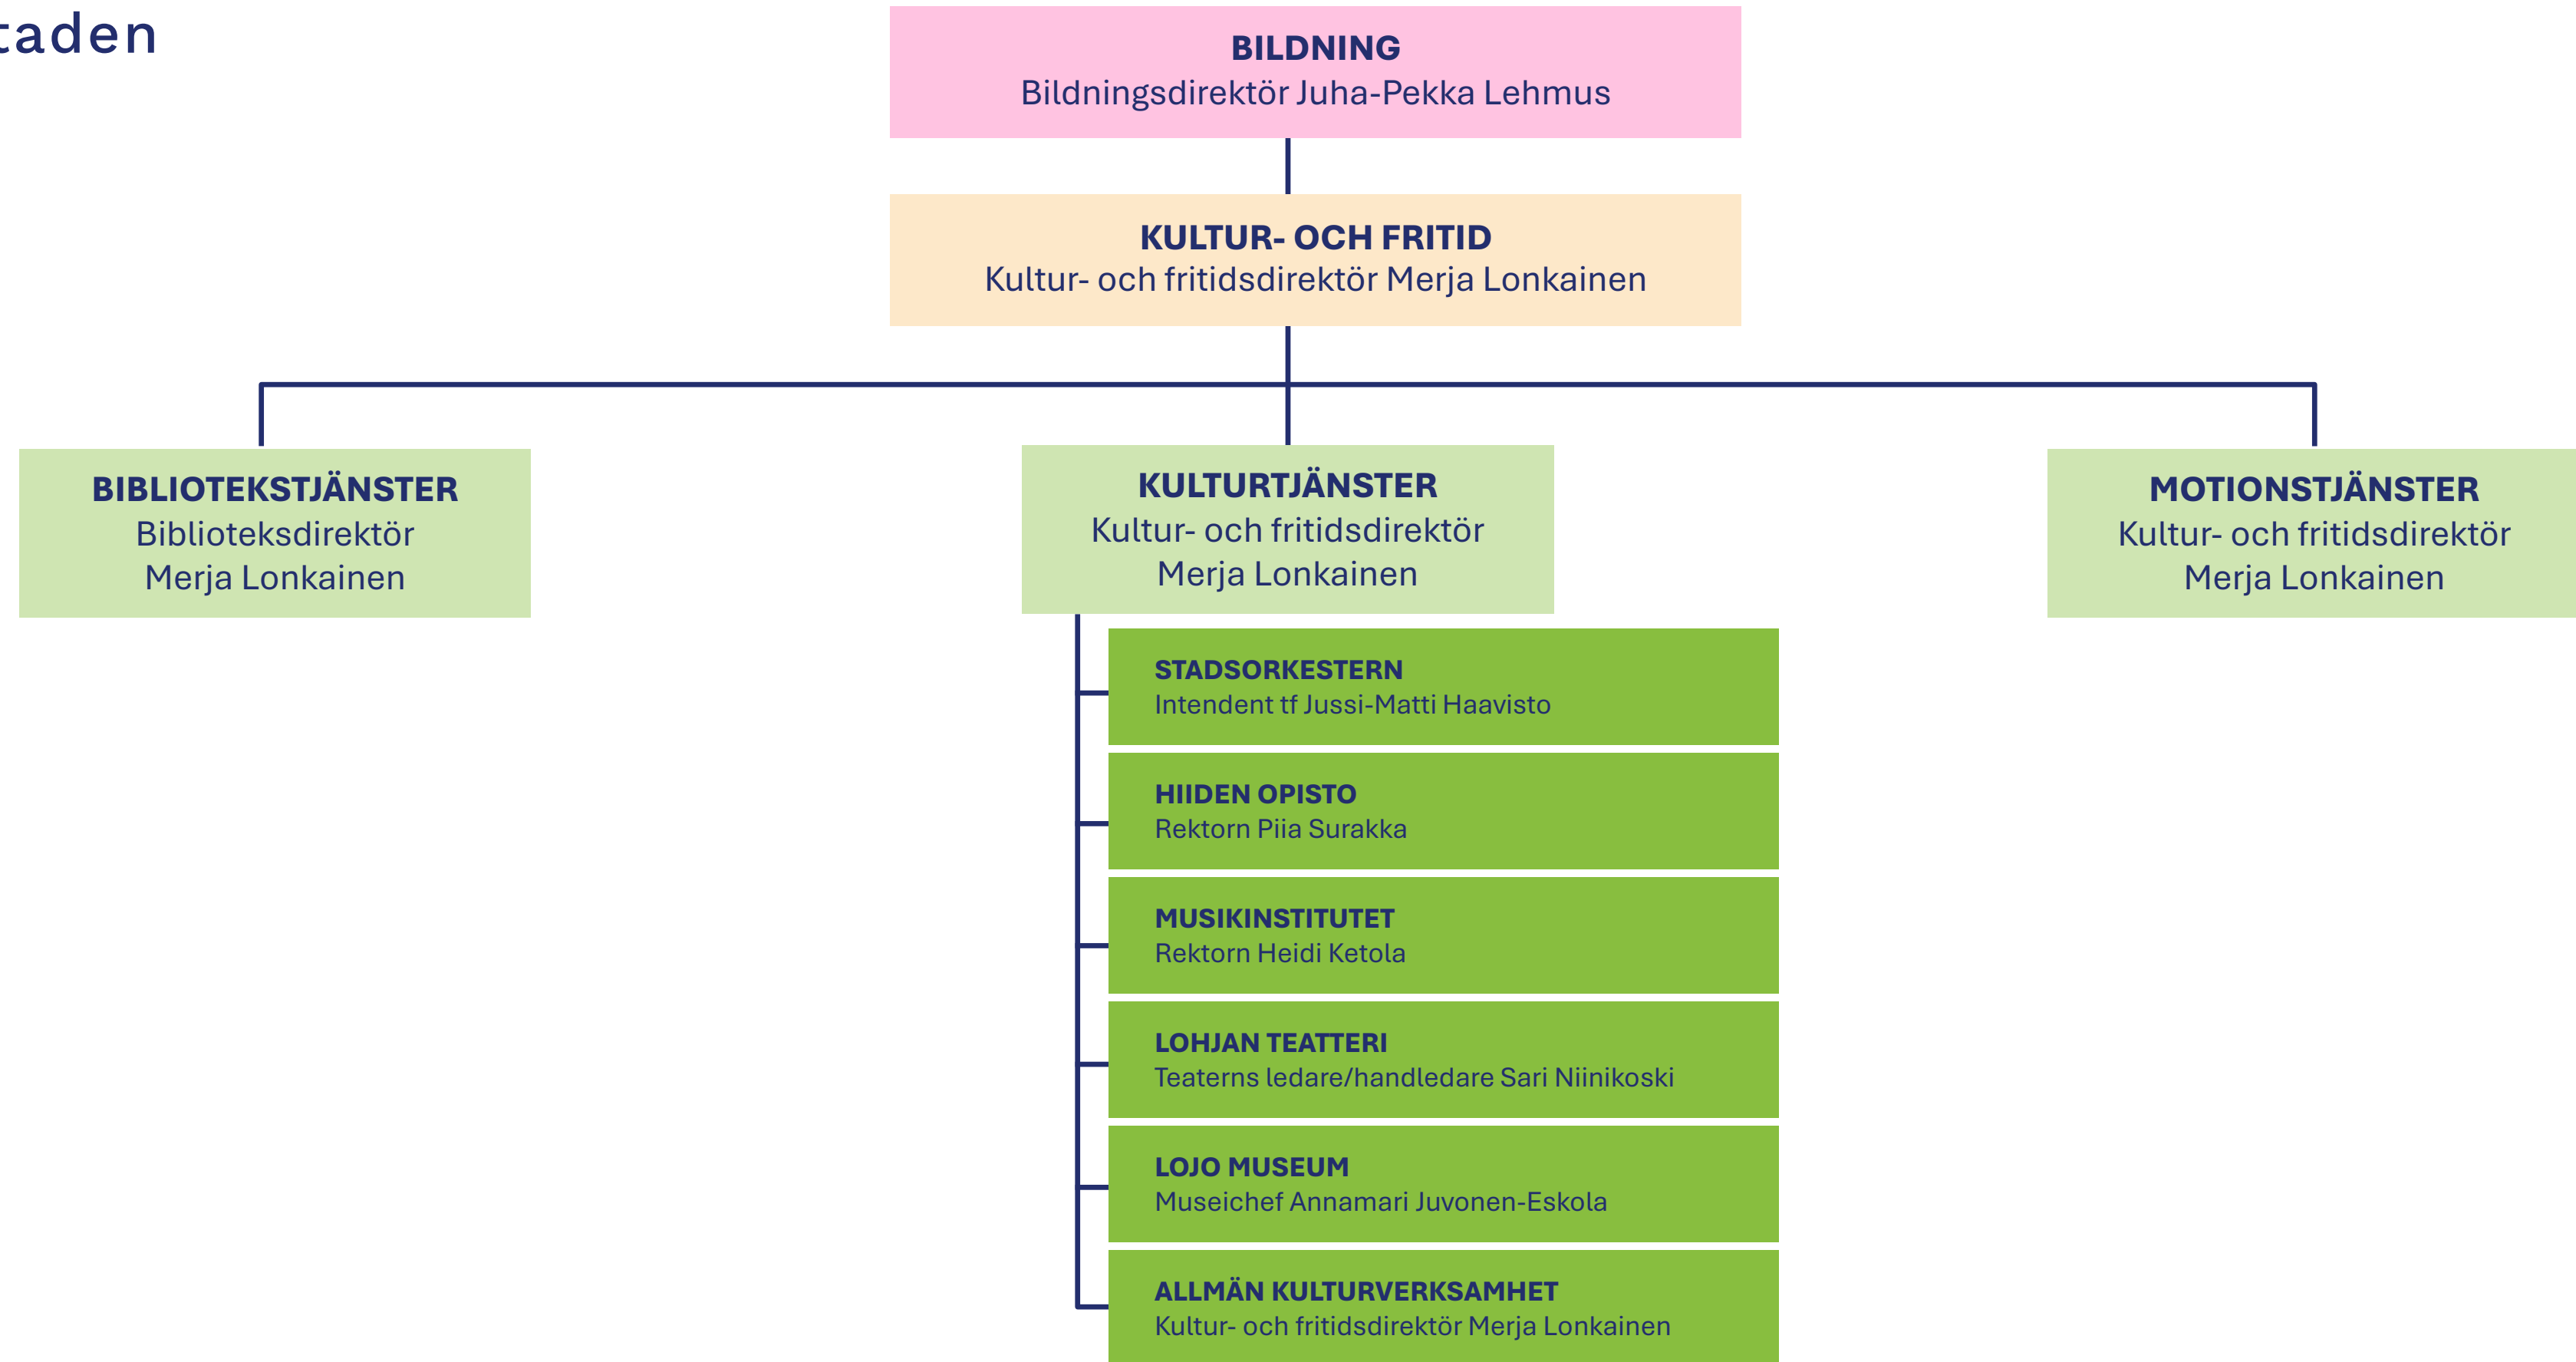 BILDNING
Bildningsdirektör Juha-Pekka Lehmus
KULTUR- OCH FRITID
Kultur- och fritidsdirektör Merja Lonkainen
BIBLIOTEKSTJÄNSTER
Biblioteksdirektör
Merja Lonkainen
KULTURTJÄNSTER
Kultur- och fritidsdirektör
Merja Lonkainen
MOTIONSTJÄNSTER
Kultur- och fritidsdirektör
Merja Lonkainen
STADSORKESTERN
Intendent tf Jussi-Matti Haavisto
HIIDEN OPISTO
Rektorn Piia Surakka
MUSIKINSTITUTET
Rektorn Heidi Ketola
LOHJAN TEATTERI
Teaterns ledare/handledare Sari Niinikoski
LOJO MUSEUM
Museichef Annamari Juvonen-Eskola
ALLMÄN KULTURVERKSAMHET
Kultur- och fritidsdirektör Merja Lonkainen